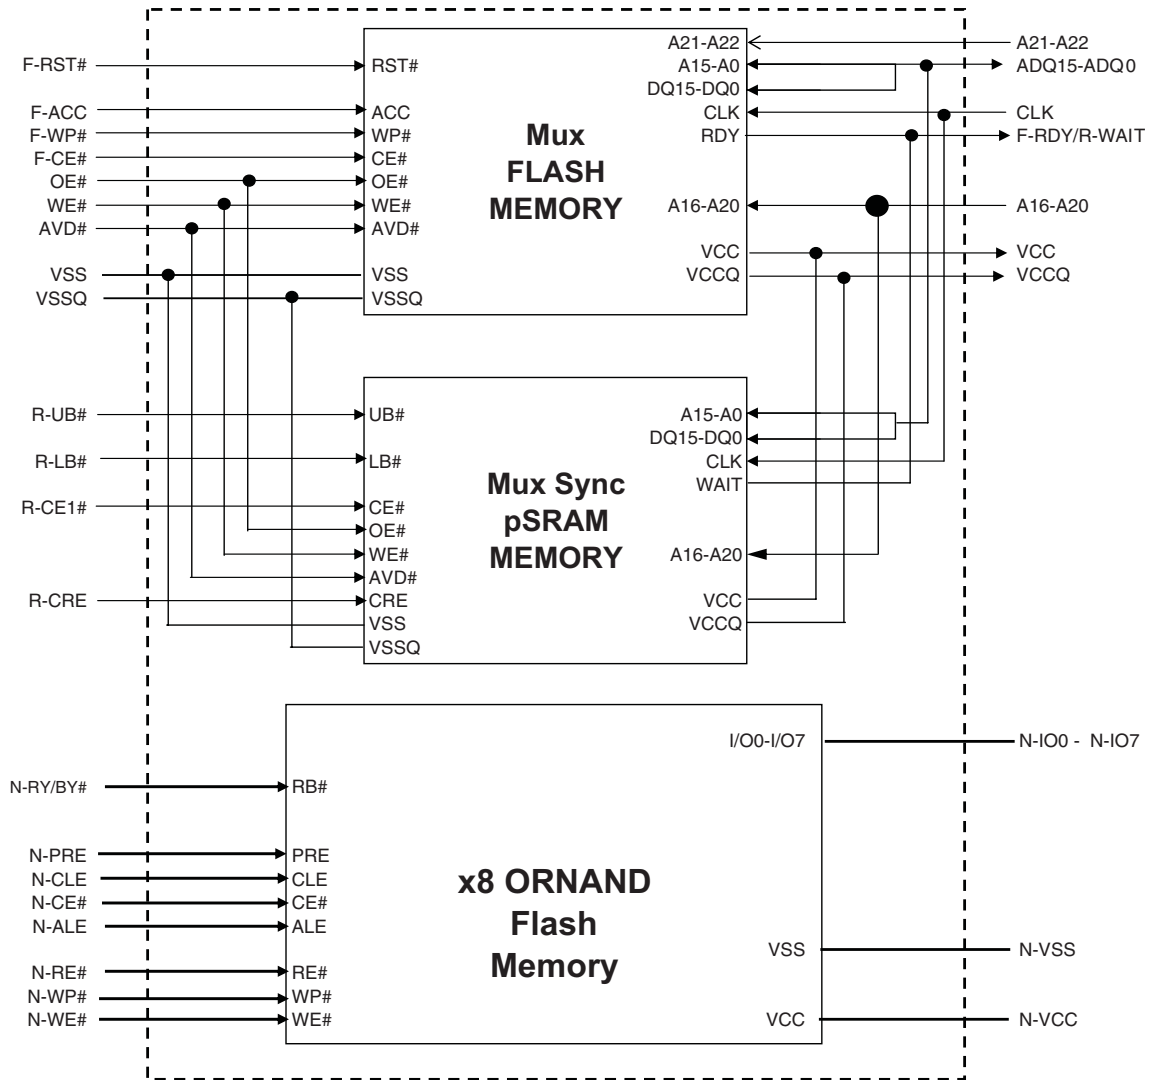 F-RST#
F-ACC
F-WP#
F-CE#
OE#
WE#
AVD#
VSS
VSSQ
RST#
ACC
WP#
CE#
OE#
WE#
AVD#
VSS
VSSQ
Mux
FLASH
MEMORY
A21-A22
A15-A0
DQ15-DQ0
CLK
RDY
A16-A20
VCC
VCCQ
A21-A22
ADQ15-ADQ0
CLK
F-RDY/R-WAIT
A16-A20
VCC
VCCQ
R-UB#
R-LB#
R-CE1#
R-CRE
UB#
LB#
CE#
OE#
WE#
AVD#
CRE
VSS
VSSQ
Mux Sync
pSRAM
MEMORY
A15-A0
DQ15-DQ0
CLK
WAIT
A16-A20
VCC
VCCQ
N-RY/BY#
N-PRE
N-CLE
N-CE#
N-ALE
N-RE#
N-WP#
N-WE#
RB#
PRE
CLE
CE#
ALE
RE#
WP#
WE#
x8 ORNAND
Flash
Memory
I/O0-I/O7
VSS
VCC
N-IO0 - N-IO7
N-VSS
N-VCC